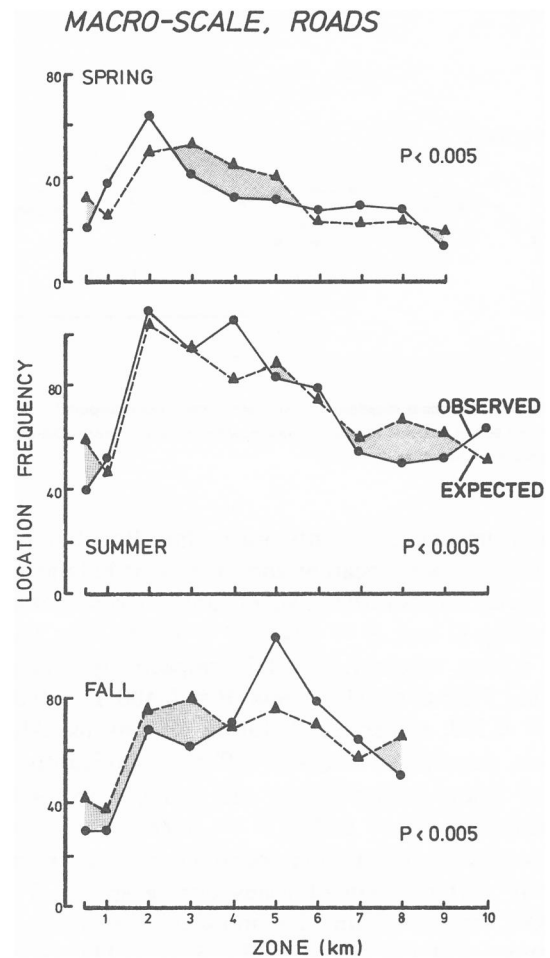 MACRO-SCALE, ROADS
80
SPRING
P< 0.005
40
0
LOCATION FREQUENCY
80
OBSERVED
EXPECTED
40
SUMMER
P< 0.005
0
FALL
80
40
P< 0.005
0
1 2 3 4 5 6 7 8 9 10
ZONE (km)